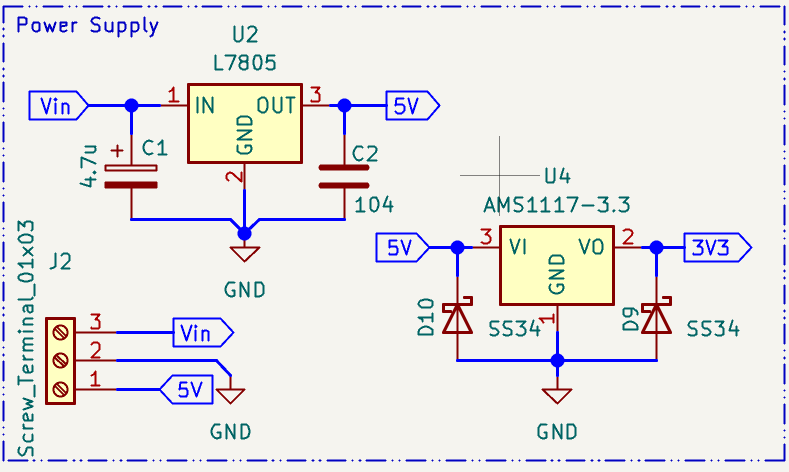 Power Supply
U2
L7805
Vin
1
IN
OUT
3
5V
GND
2
4.7u
+
C1
C2
104
GND
U4
AMS1117-3.3
5V
3
VI
VO
2
3V3
GND
1
D10
SS34
D9
SS34
GND
J2
Screw_Terminal_01x03
3
Vin
2
1
5V
GND